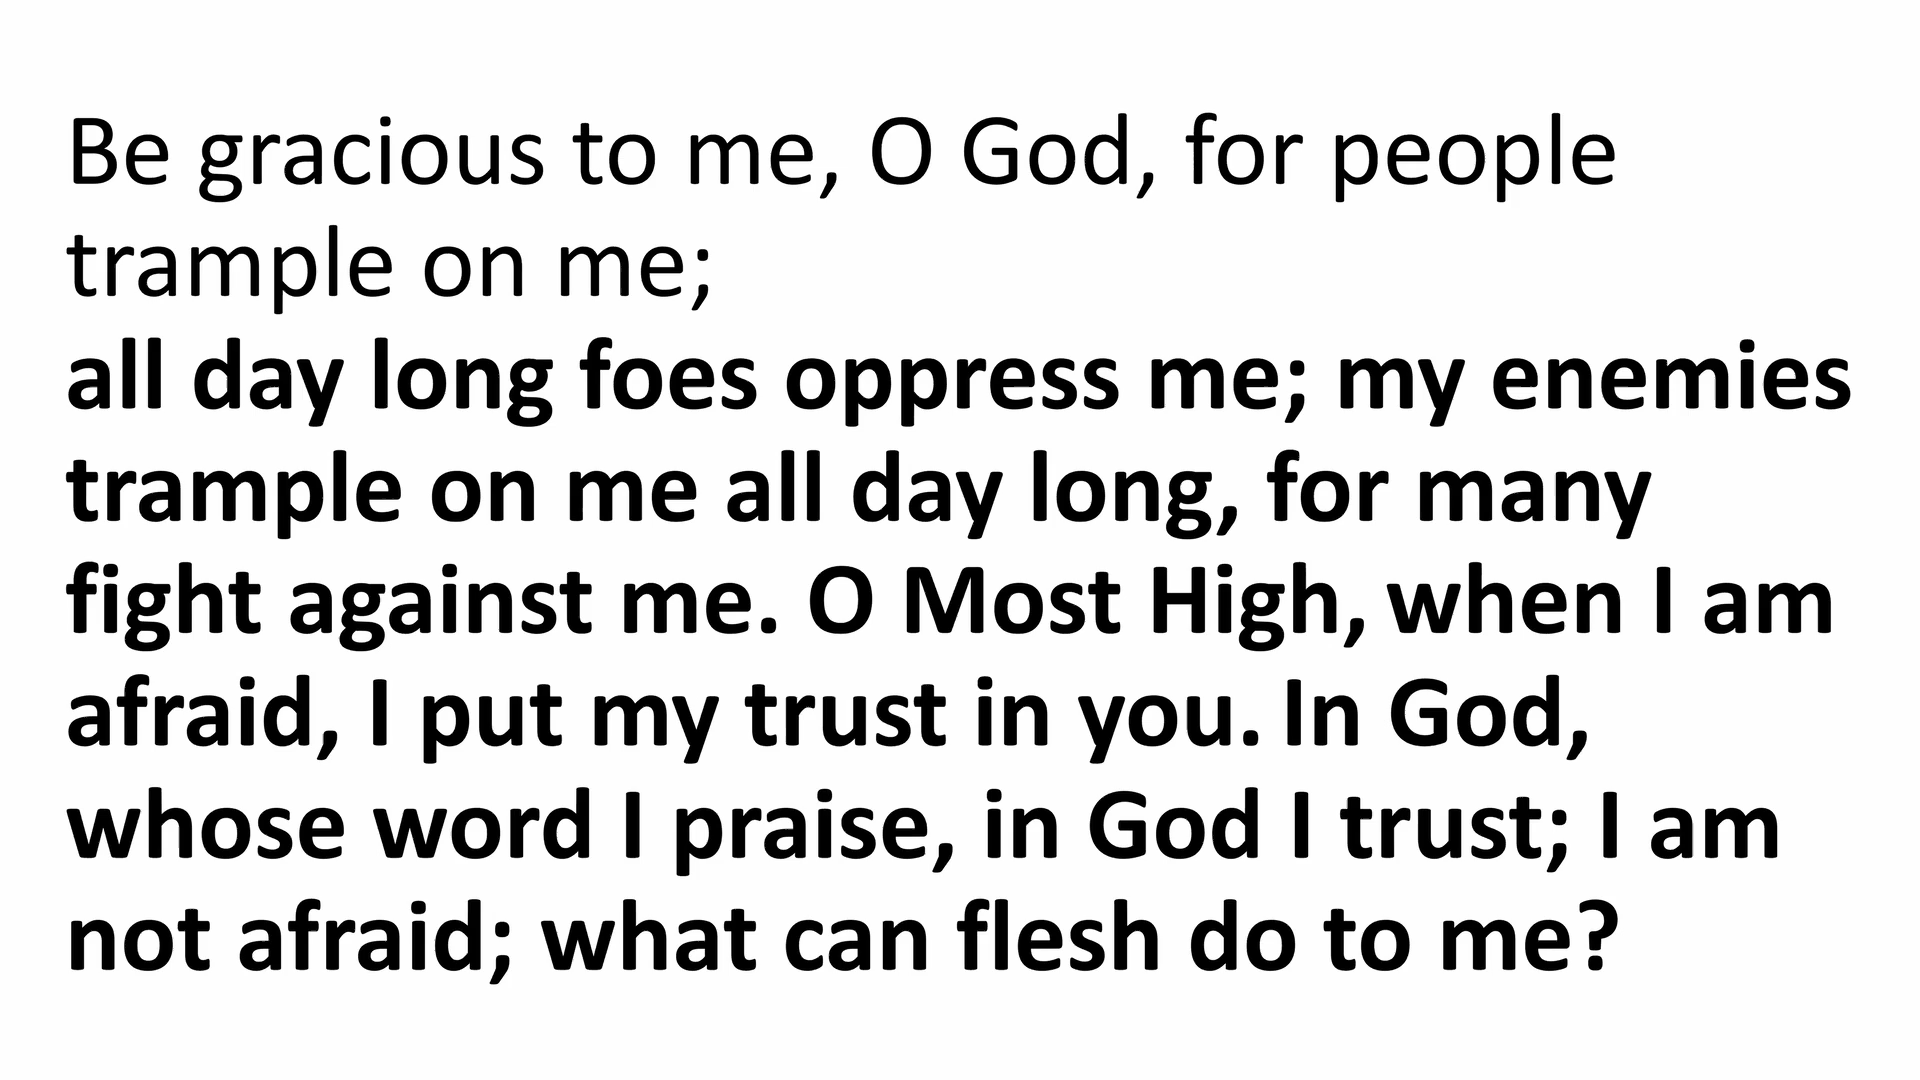 Be gracious to me, O God, for people
trample on me;
all day long foes oppress me; my enemies
trample on me all day long, for many
fight against me. O Most High, when I am
afraid, I put my trust in you. In God,
whose word I praise, in God I trust; I am
not afraid; what can flesh do to me?